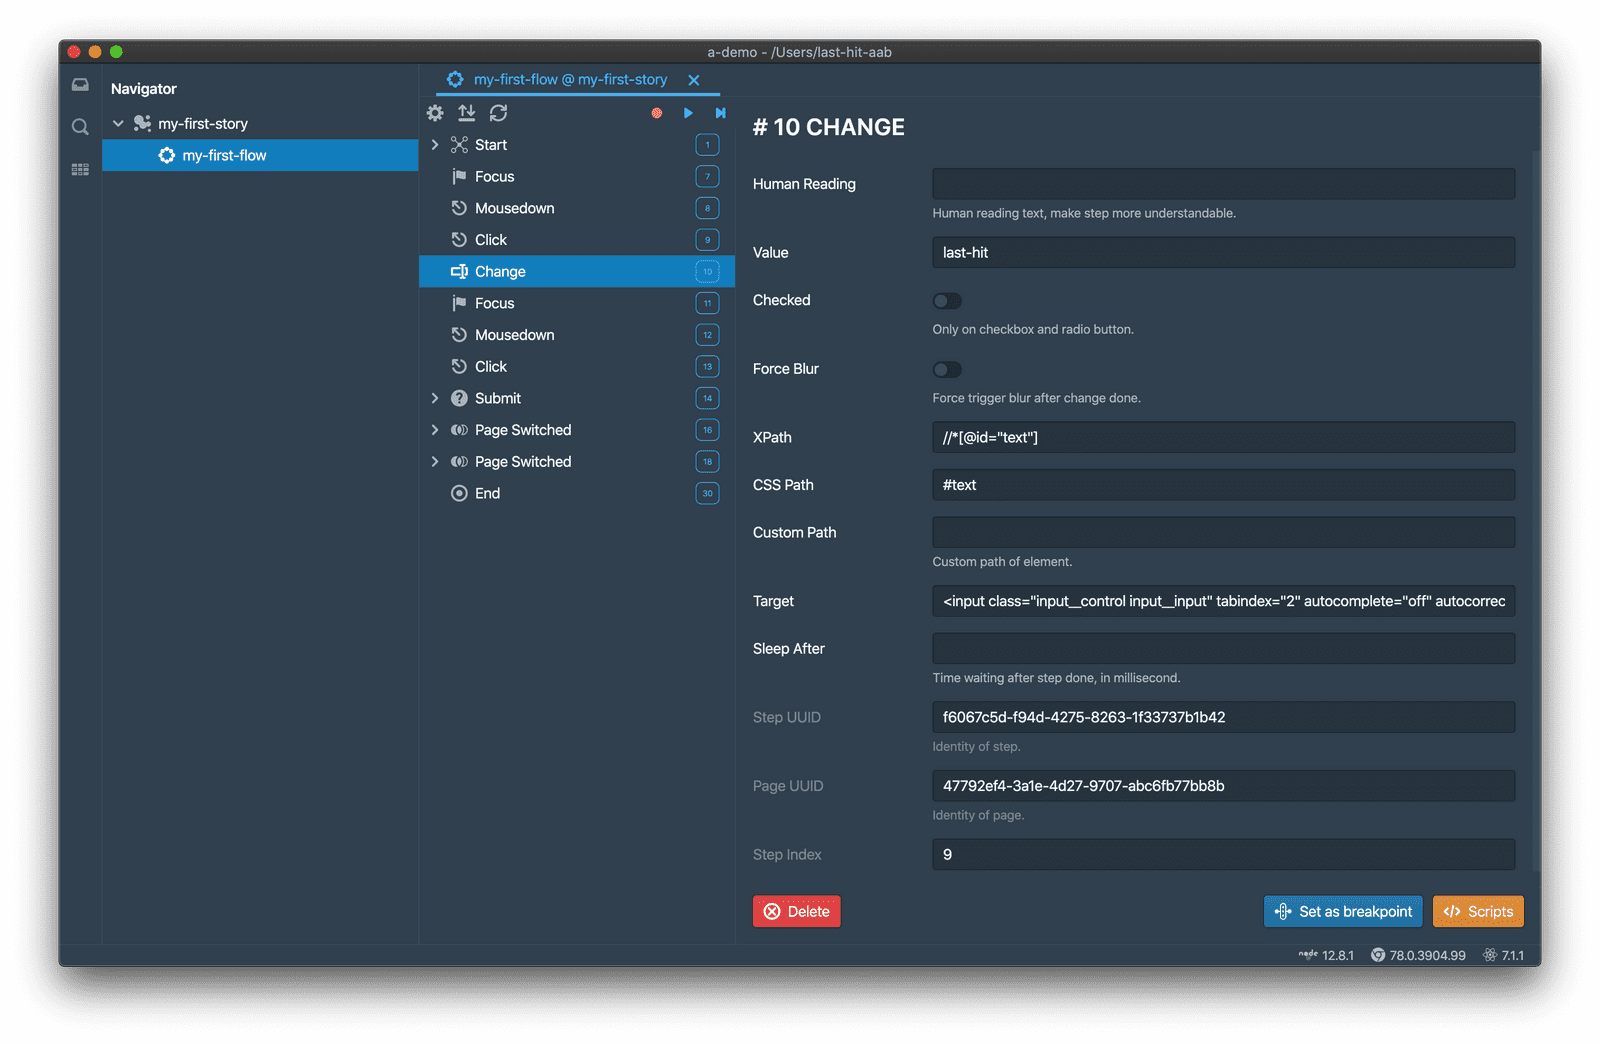 a-demo - /Users/last-hit-aab
Navigator
my-first-story
my-first-flow
my-first-flow @ my-first-story
Start 1
Focus 7
Mousedown 8
Click 9
Change 10
Focus 11
Mousedown 12
Click 13
Submit 14
Page Switched 16
Page Switched 18
End 30
# 10 CHANGE
Human Reading
Human reading text, make step more understandable.
Value last-hit
Checked
Only on checkbox and radio button.
Force Blur
Force trigger blur after change done.
XPath //*[@id="text"]
CSS Path #text
Custom Path
Custom path of element.
Target <input class="input__control input__input" tabindex="2" autocomplete="off" autocorrec
Sleep After
Time waiting after step done, in millisecond.
Step UUID f6067c5d-f94d-4275-8263-1f33737b1b42
Identity of step.
Page UUID 47792ef4-3a1e-4d27-9707-abc6fb77bb8b
Identity of page.
Step Index 9
Delete
Set as breakpoint
Scripts
node 12.8.1 78.0.3904.99 7.1.1